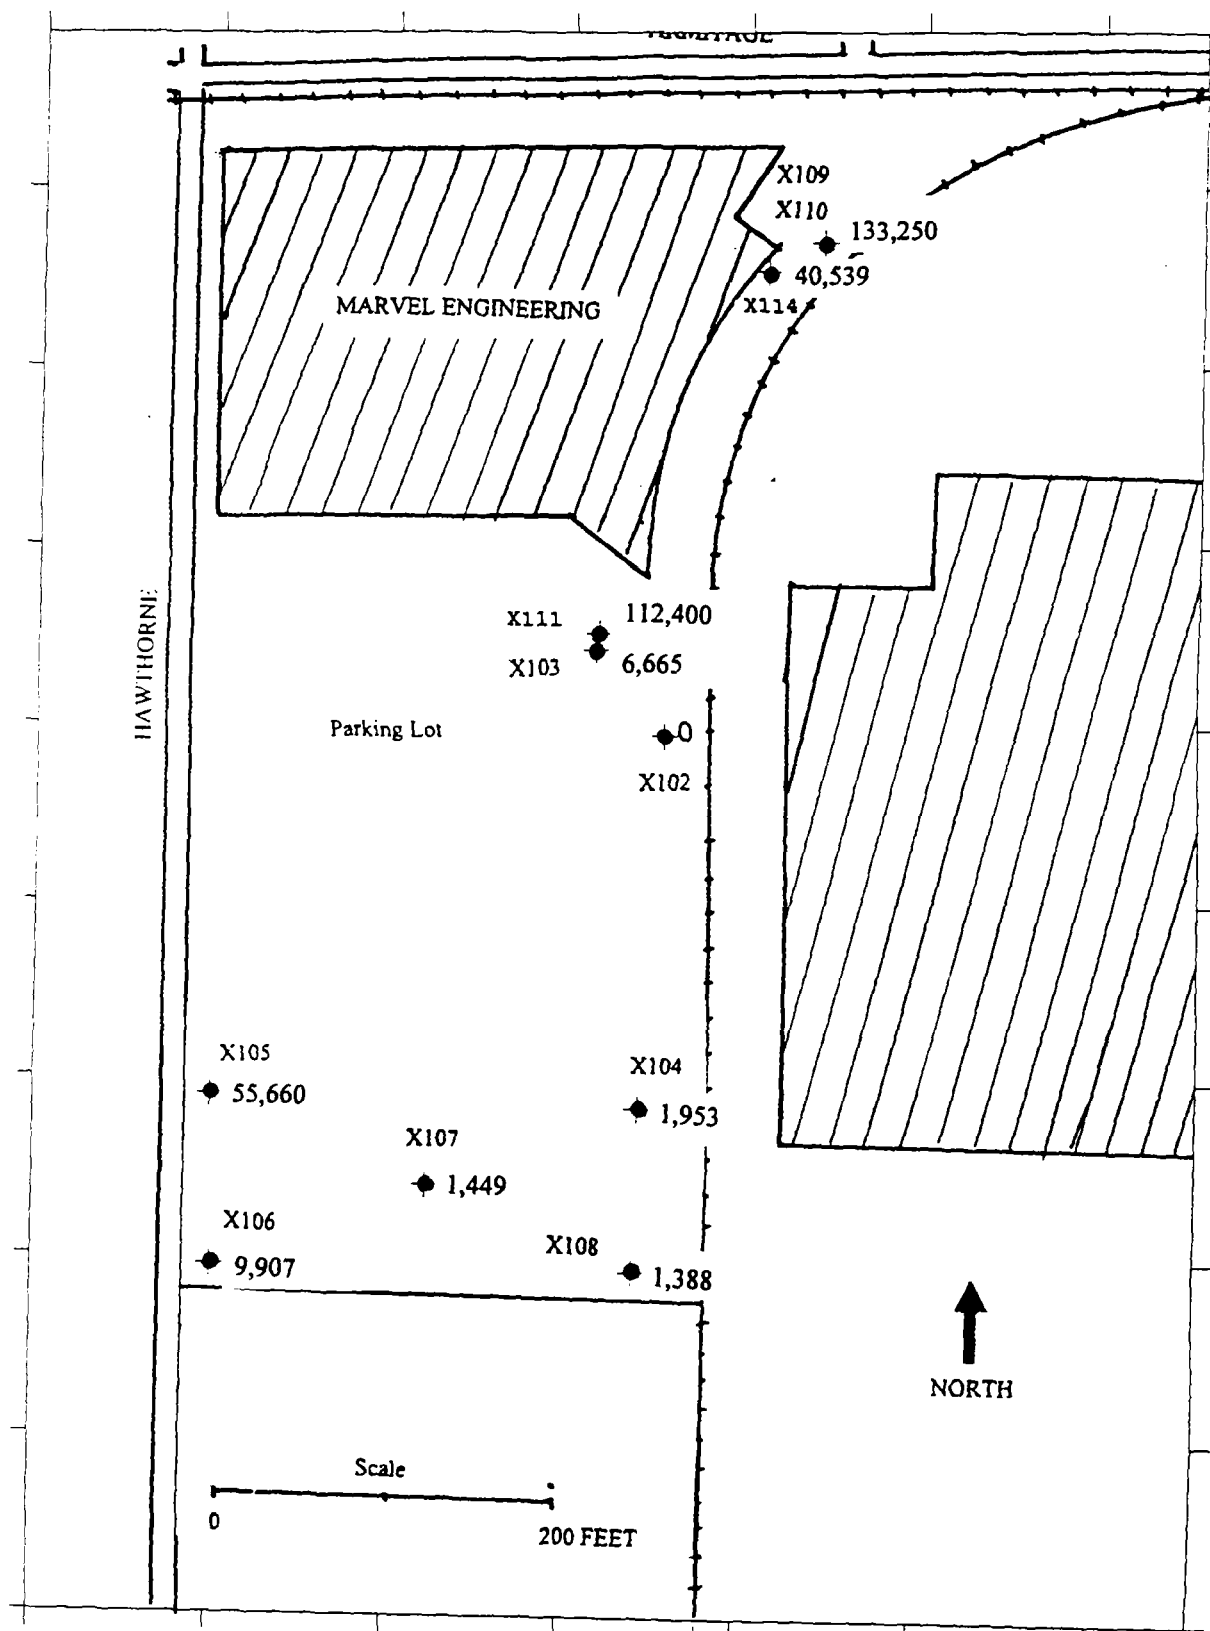 X109
X110
133,250
40,539
X114
MARVEL ENGINEERING
HAWTHORNE
X111
112,400
X103
6,665
Parking Lot
0
X102
X105
55,660
X104
1,953
X107
1,449
X106
9,907
X108
1,388
NORTH
Scale
0
200 FEET